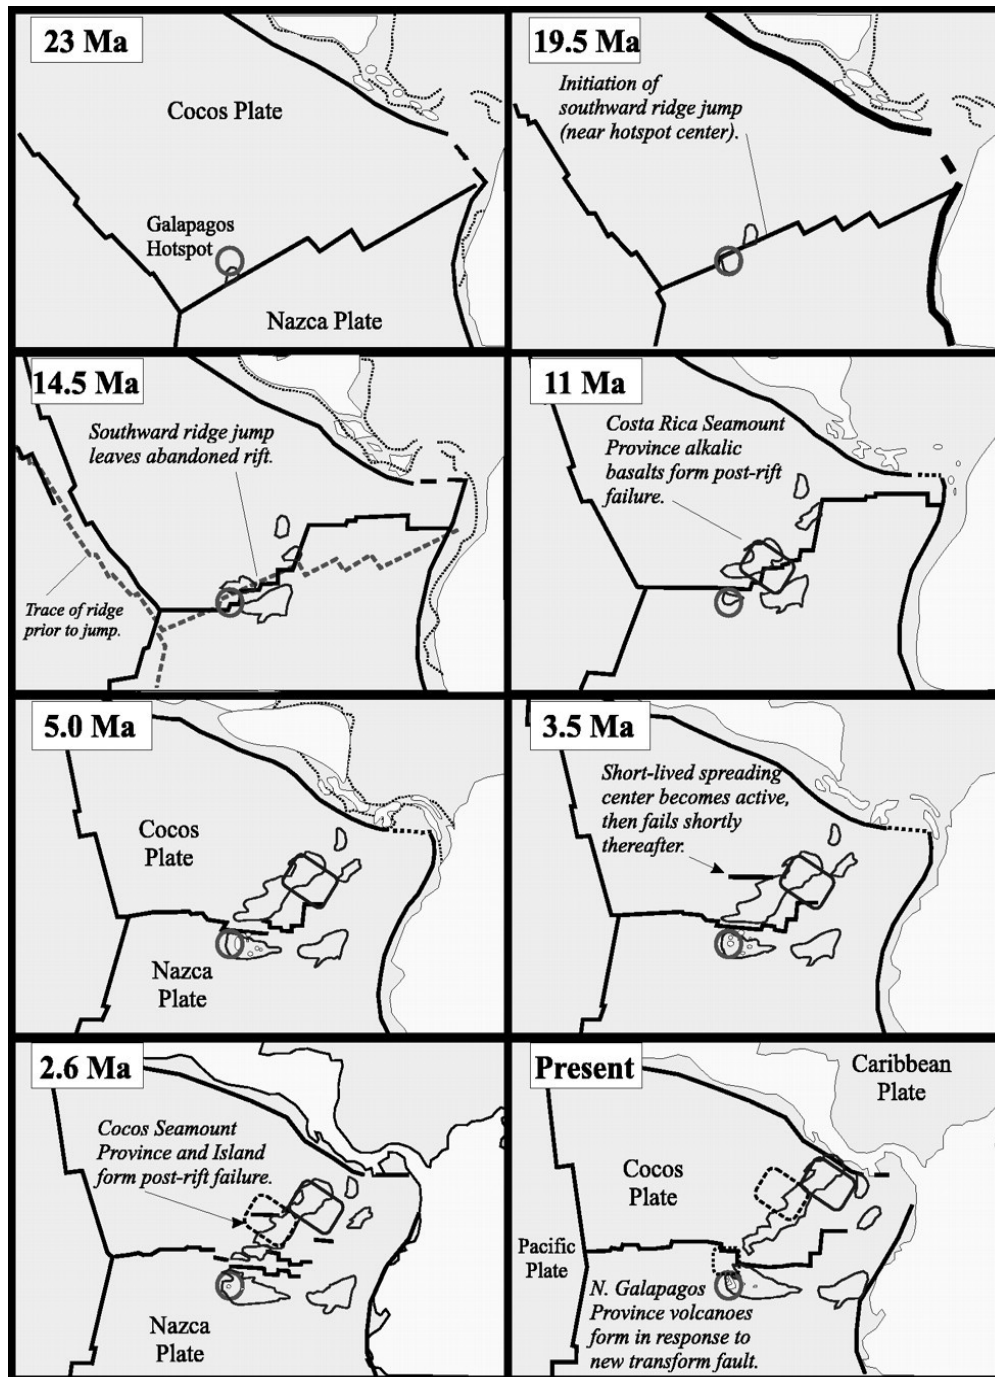 23 Ma
Cocos Plate
Galapagos
Hotspot
Nazca Plate
19.5 Ma
Initiation of
southward ridge jump
(near hotspot center).
14.5 Ma
Southward ridge jump
leaves abandoned rift.
Trace of ridge
prior to jump.
11 Ma
Costa Rica Seamount
Province alkalic
basalts form post-rift
failure.
5.0 Ma
Cocos
Plate
Nazca
Plate
3.5 Ma
Short-lived spreading
center becomes active,
then fails shortly
thereafter.
2.6 Ma
Cocos Seamount
Province and Island
form post-rift failure.
Nazca
Plate
Present
Caribbean
Plate
Cocos
Plate
Pacific
Plate
N. Galapagos
Province volcanoes
form in response to
new transform fault.